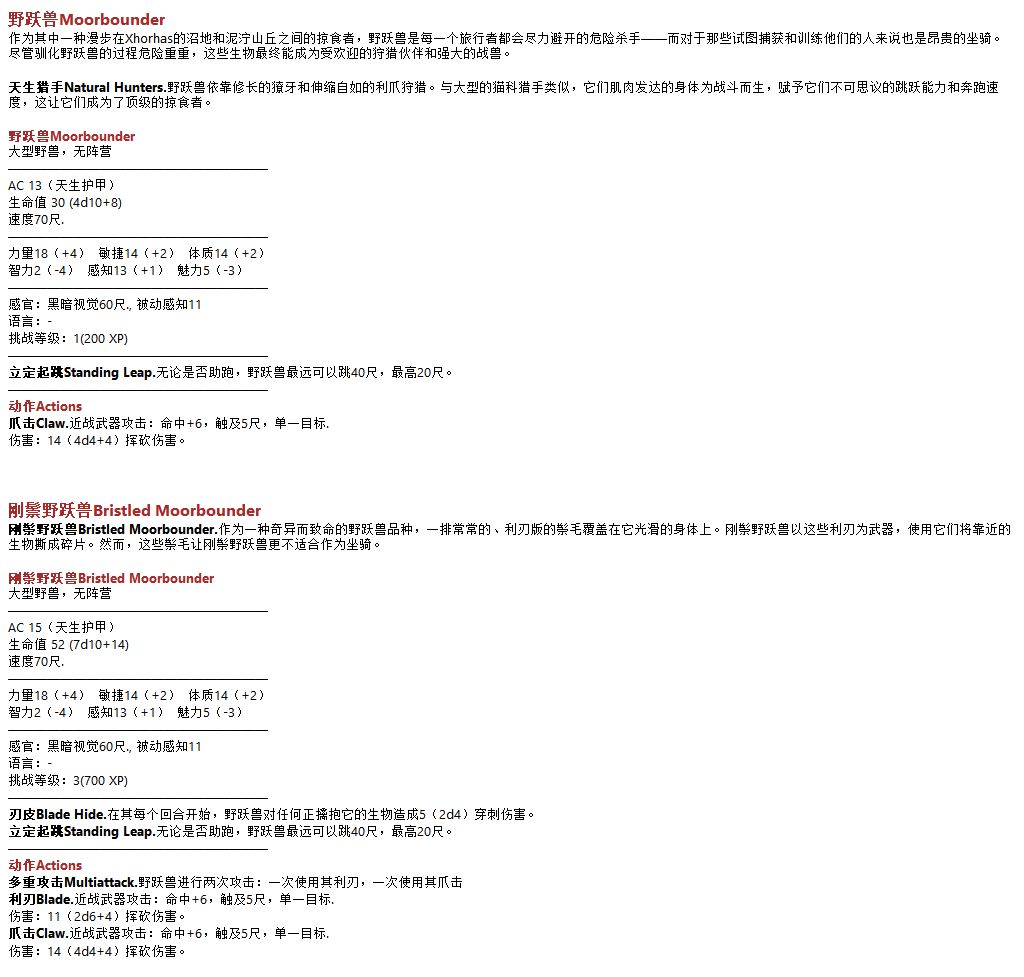 野跃兽Moorbounder
作为其中一种漫步在Xhorhas的沼地和泥泞山丘之间的掠食者，野跃兽是每一个旅行者都会尽力避开的危险杀手——而对于那些试图捕获和训练他们的人来说也是昂贵的坐骑。
尽管驯化野跃兽的过程危险重重，这些生物最终能成为受欢迎的狩猎伙伴和强大的战兽。
天生猎手Natural Hunters.野跃兽依靠修长的獠牙和伸缩自如的利爪狩猎。与大型的猫科猎手类似，它们肌肉发达的身体为战斗而生，赋予它们不可思议的跳跃能力和奔跑速
度，这让它们成为了顶级的掠食者。
野跃兽Moorbounder
大型野兽，无阵营
AC 13（天生护甲）
生命值 30 (4d10+8)
速度70尺.
力量18（+4） 敏捷14（+2） 体质14（+2）
智力2（-4） 感知13（+1） 魅力5（-3）
感官：黑暗视觉60尺., 被动感知11
语言：-
挑战等级：1(200 XP)
立定起跳Standing Leap.无论是否助跑，野跃兽最远可以跳40尺，最高20尺。
动作Actions
爪击Claw.近战武器攻击：命中+6，触及5尺，单一目标.
伤害：14（4d4+4）挥砍伤害。
刚鬃野跃兽Bristled Moorbounder
刚鬃野跃兽Bristled Moorbounder.作为一种奇异而致命的野跃兽品种，一排常常的、利刃版的鬃毛覆盖在它光滑的身体上。刚鬃野跃兽以这些利刃为武器，使用它们将靠近的
生物撕成碎片。然而，这些鬃毛让刚鬃野跃兽更不适合作为坐骑。
刚鬃野跃兽Bristled Moorbounder
大型野兽，无阵营
AC 15（天生护甲）
生命值 52 (7d10+14)
速度70尺.
力量18（+4） 敏捷14（+2） 体质14（+2）
智力2（-4） 感知13（+1） 魅力5（-3）
感官：黑暗视觉60尺., 被动感知11
语言：-
挑战等级：3(700 XP)
刃皮Blade Hide.在其每个回合开始，野跃兽对任何正擒抱它的生物造成5（2d4）穿刺伤害。
立定起跳Standing Leap.无论是否助跑，野跃兽最远可以跳40尺，最高20尺。
动作Actions
多重攻击Multiattack.野跃兽进行两次攻击：一次使用其利刃，一次使用其爪击
利刃Blade.近战武器攻击：命中+6，触及5尺，单一目标.
伤害：11（2d6+4）挥砍伤害。
爪击Claw.近战武器攻击：命中+6，触及5尺，单一目标.
伤害：14（4d4+4）挥砍伤害。